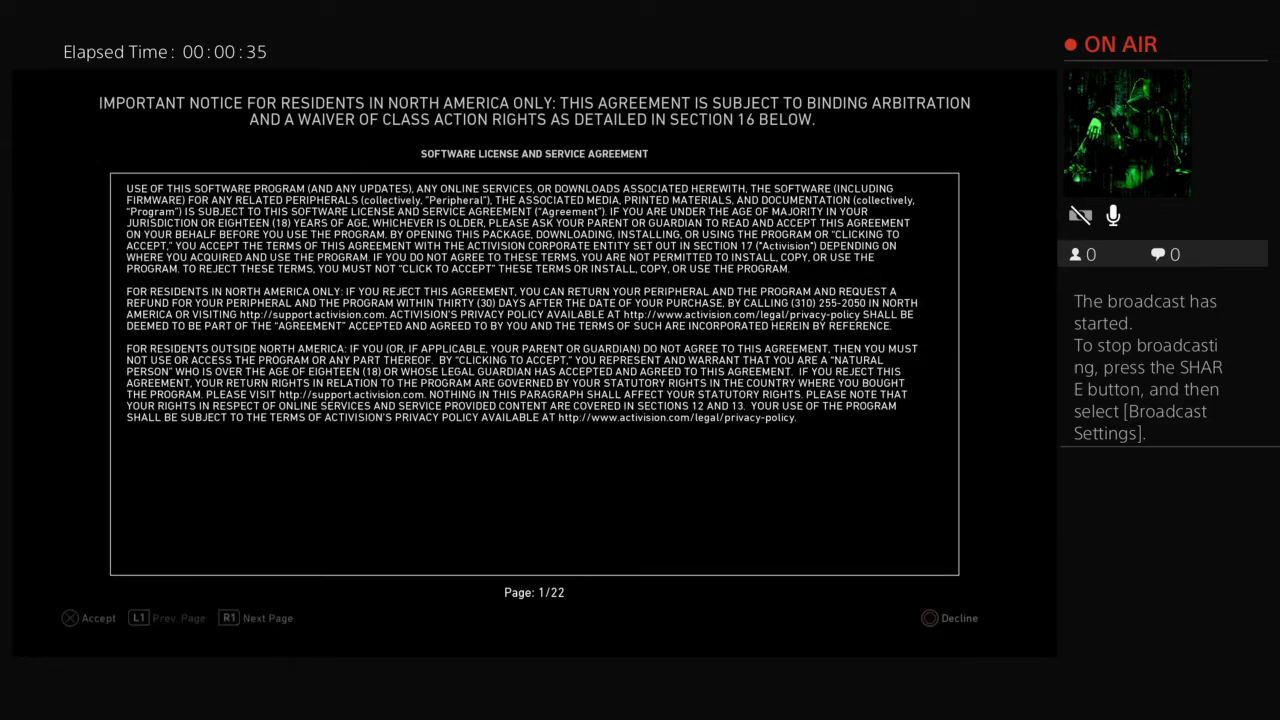 Elapsed Time: 00:00:35
ON AIR
IMPORTANT NOTICE FOR RESIDENTS IN NORTH AMERICA ONLY: THIS AGREEMENT IS SUBJECT TO BINDING ARBITRATION
AND A WAIVER OF CLASS ACTION RIGHTS AS DETAILED IN SECTION 16 BELOW.
SOFTWARE LICENSE AND SERVICE AGREEMENT
USE OF THIS SOFTWARE PROGRAM (AND ANY UPDATES), ANY ONLINE SERVICES, OR DOWNLOADS ASSOCIATED HEREWITH, THE SOFTWARE (INCLUDING
FIRMWARE) FOR ANY RELATED PERIPHERALS (collectively, "Peripheral"), THE ASSOCIATED MEDIA, PRINTED MATERIALS, AND DOCUMENTATION (collectively,
"Program") IS SUBJECT TO THIS SOFTWARE LICENSE AND SERVICE AGREEMENT ("Agreement"). IF YOU ARE UNDER THE AGE OF MAJORITY IN YOUR
JURISDICTION OR EIGHTEEN (18) YEARS OF AGE, WHICHEVER IS OLDER, PLEASE ASK YOUR PARENT OR GUARDIAN TO READ AND ACCEPT THIS AGREEMENT
ON YOUR BEHALF BEFORE YOU USE THE PROGRAM. BY OPENING THIS PACKAGE, DOWNLOADING, INSTALLING, OR USING THE PROGRAM OR "CLICKING TO
ACCEPT," YOU ACCEPT THE TERMS OF THIS AGREEMENT WITH THE ACTIVISION CORPORATE ENTITY SET OUT IN SECTION 17 ("Activision") DEPENDING ON
WHERE YOU ACQUIRED AND USE THE PROGRAM. IF YOU DO NOT AGREE TO THESE TERMS, YOU ARE NOT PERMITTED TO INSTALL, COPY, OR USE THE
PROGRAM. TO REJECT THESE TERMS, YOU MUST NOT "CLICK TO ACCEPT" THESE TERMS OR INSTALL, COPY, OR USE THE PROGRAM.
FOR RESIDENTS IN NORTH AMERICA ONLY: IF YOU REJECT THIS AGREEMENT, YOU CAN RETURN YOUR PERIPHERAL AND THE PROGRAM AND REQUEST A
REFUND FOR YOUR PERIPHERAL AND THE PROGRAM WITHIN THIRTY (30) DAYS AFTER THE DATE OF YOUR PURCHASE, BY CALLING (310) 255-2050 IN NORTH
AMERICA OR VISITING http://support.activision.com. ACTIVISION'S PRIVACY POLICY AVAILABLE AT http://www.activision.com/legal/privacy-policy SHALL BE
DEEMED TO BE PART OF THE "AGREEMENT" ACCEPTED AND AGREED TO BY YOU AND THE TERMS OF SUCH ARE INCORPORATED HEREIN BY REFERENCE.
FOR RESIDENTS OUTSIDE NORTH AMERICA: IF YOU (OR, IF APPLICABLE, YOUR PARENT OR GUARDIAN) DO NOT AGREE TO THIS AGREEMENT, THEN YOU MUST
NOT USE OR ACCESS THE PROGRAM OR ANY PART THEREOF. BY "CLICKING TO ACCEPT," YOU REPRESENT AND WARRANT THAT YOU ARE A "NATURAL
PERSON" WHO IS OVER THE AGE OF EIGHTEEN (18) OR WHOSE LEGAL GUARDIAN HAS ACCEPTED AND AGREED TO THIS AGREEMENT. IF YOU REJECT THIS
AGREEMENT, YOUR RETURN RIGHTS IN RELATION TO THE PROGRAM ARE GOVERNED BY YOUR STATUTORY RIGHTS IN THE COUNTRY WHERE YOU BOUGHT
THE PROGRAM. PLEASE VISIT http://support.activision.com. NOTHING IN THIS PARAGRAPH SHALL AFFECT YOUR STATUTORY RIGHTS. PLEASE NOTE THAT
YOUR RIGHTS IN RESPECT OF ONLINE SERVICES AND SERVICE PROVIDED CONTENT ARE COVERED IN SECTIONS 12 AND 13. YOUR USE OF THE PROGRAM
SHALL BE SUBJECT TO THE TERMS OF ACTIVISION'S PRIVACY POLICY AVAILABLE AT http://www.activision.com/legal/privacy-policy.
Page: 1/22
Accept L1 Prev. Page R1 Next Page
Decline
0 0
The broadcast has
started.
To stop broadcasti
ng, press the SHAR
E button, and then
select [Broadcast
Settings].